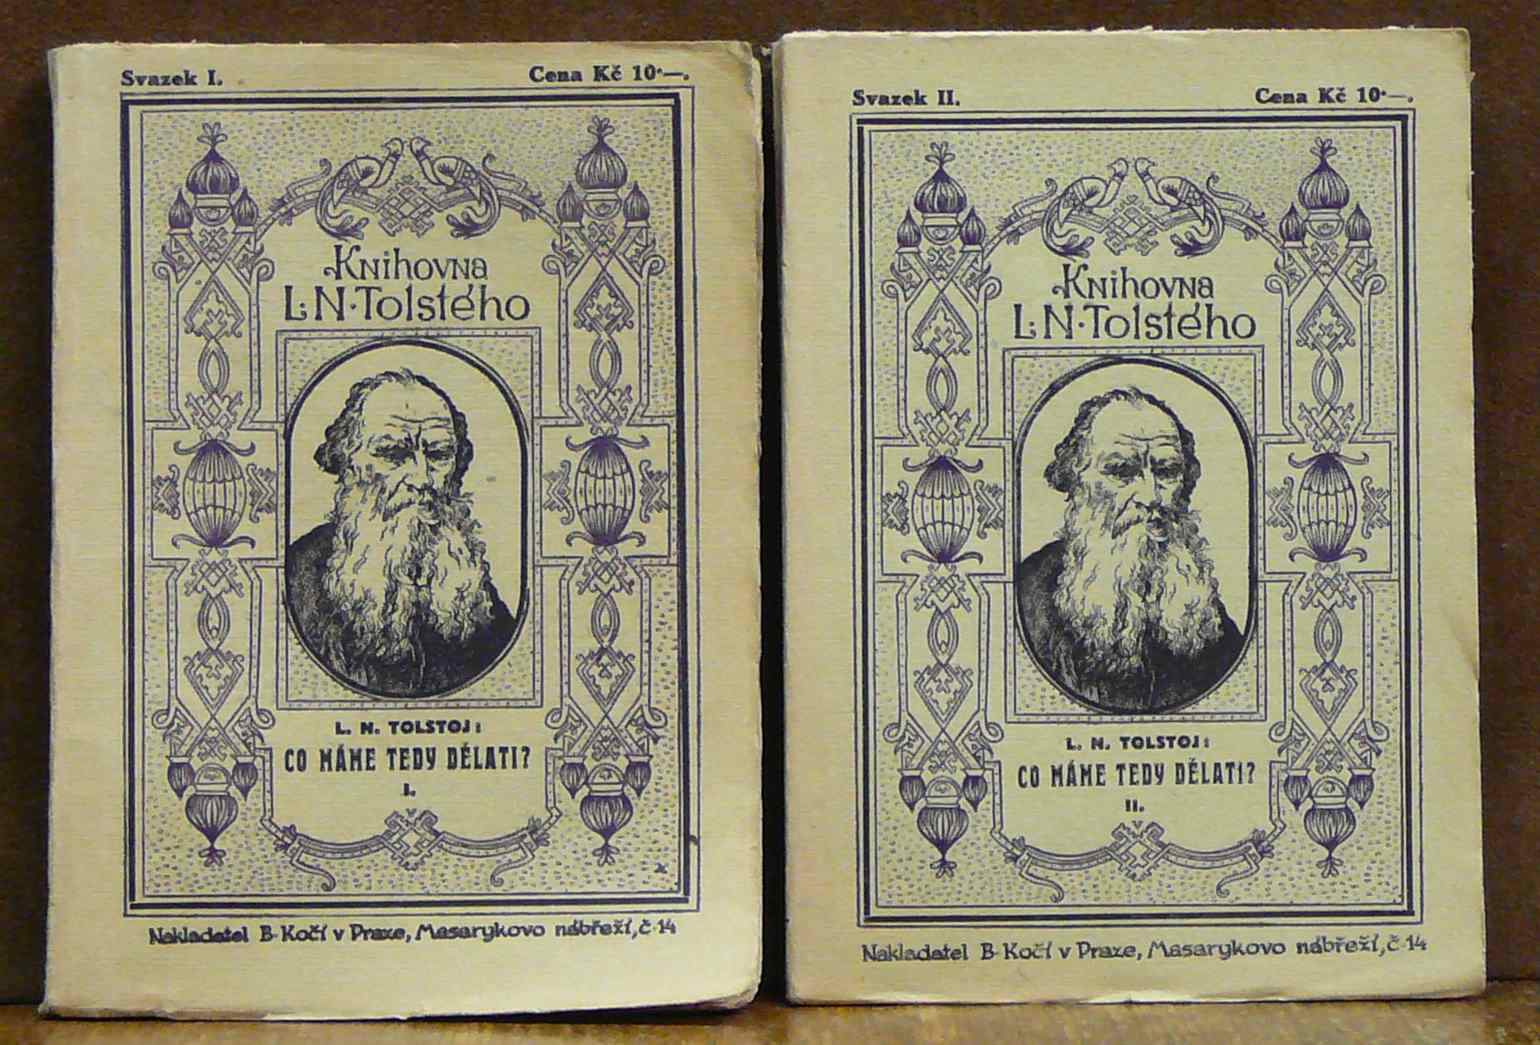 Svazek I.
Cena Kč 10·—.
Knihovna
L·N·Tolstého
L. N. TOLSTOJ:
CO MÁME TEDY DĚLATI?
I.
Nakladatel B·Kočí v Praze, Masarykovo nábřeží, č·14
Svazek II.
Cena Kč 10·—.
Knihovna
L·N·Tolstého
L. N. TOLSTOJ:
CO MÁME TEDY DĚLATI?
II.
Nakladatel B·Kočí v Praze, Masarykovo nábřeží, č·14